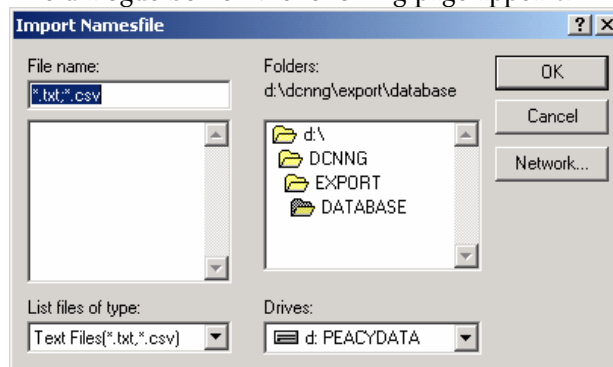 Import Namesfile
File name:
*.txt;*.csv
Folders:
d:\dcnng\export\database
d:\
DCNNG
EXPORT
DATABASE
OK
Cancel
Network...
List files of type:
Text Files(*.txt,*.csv)
Drives:
d: PEACYDATA